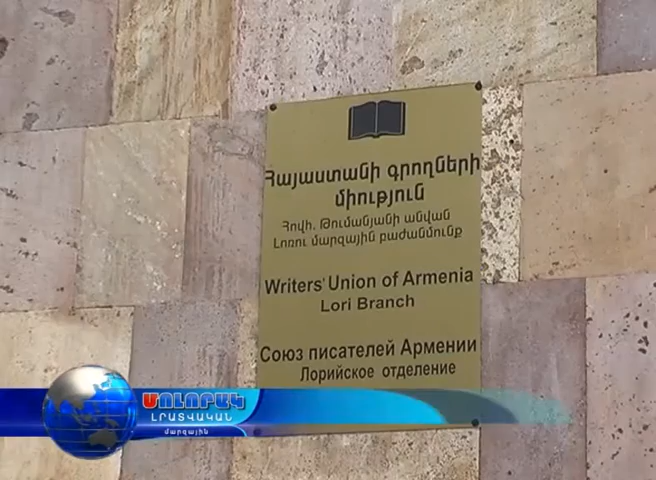 Հայաստանի գրողների
միություն
Հովհ. Թումանյանի անվան
Լոռու մարզային բաժանմունք
Writers' Union of Armenia
Lori Branch
Союз писателей Армении
Лорийское отделение
ՄՈԼՈՐԱԿ
ԼՐԱՏՎԱԿԱՆ
մարզային